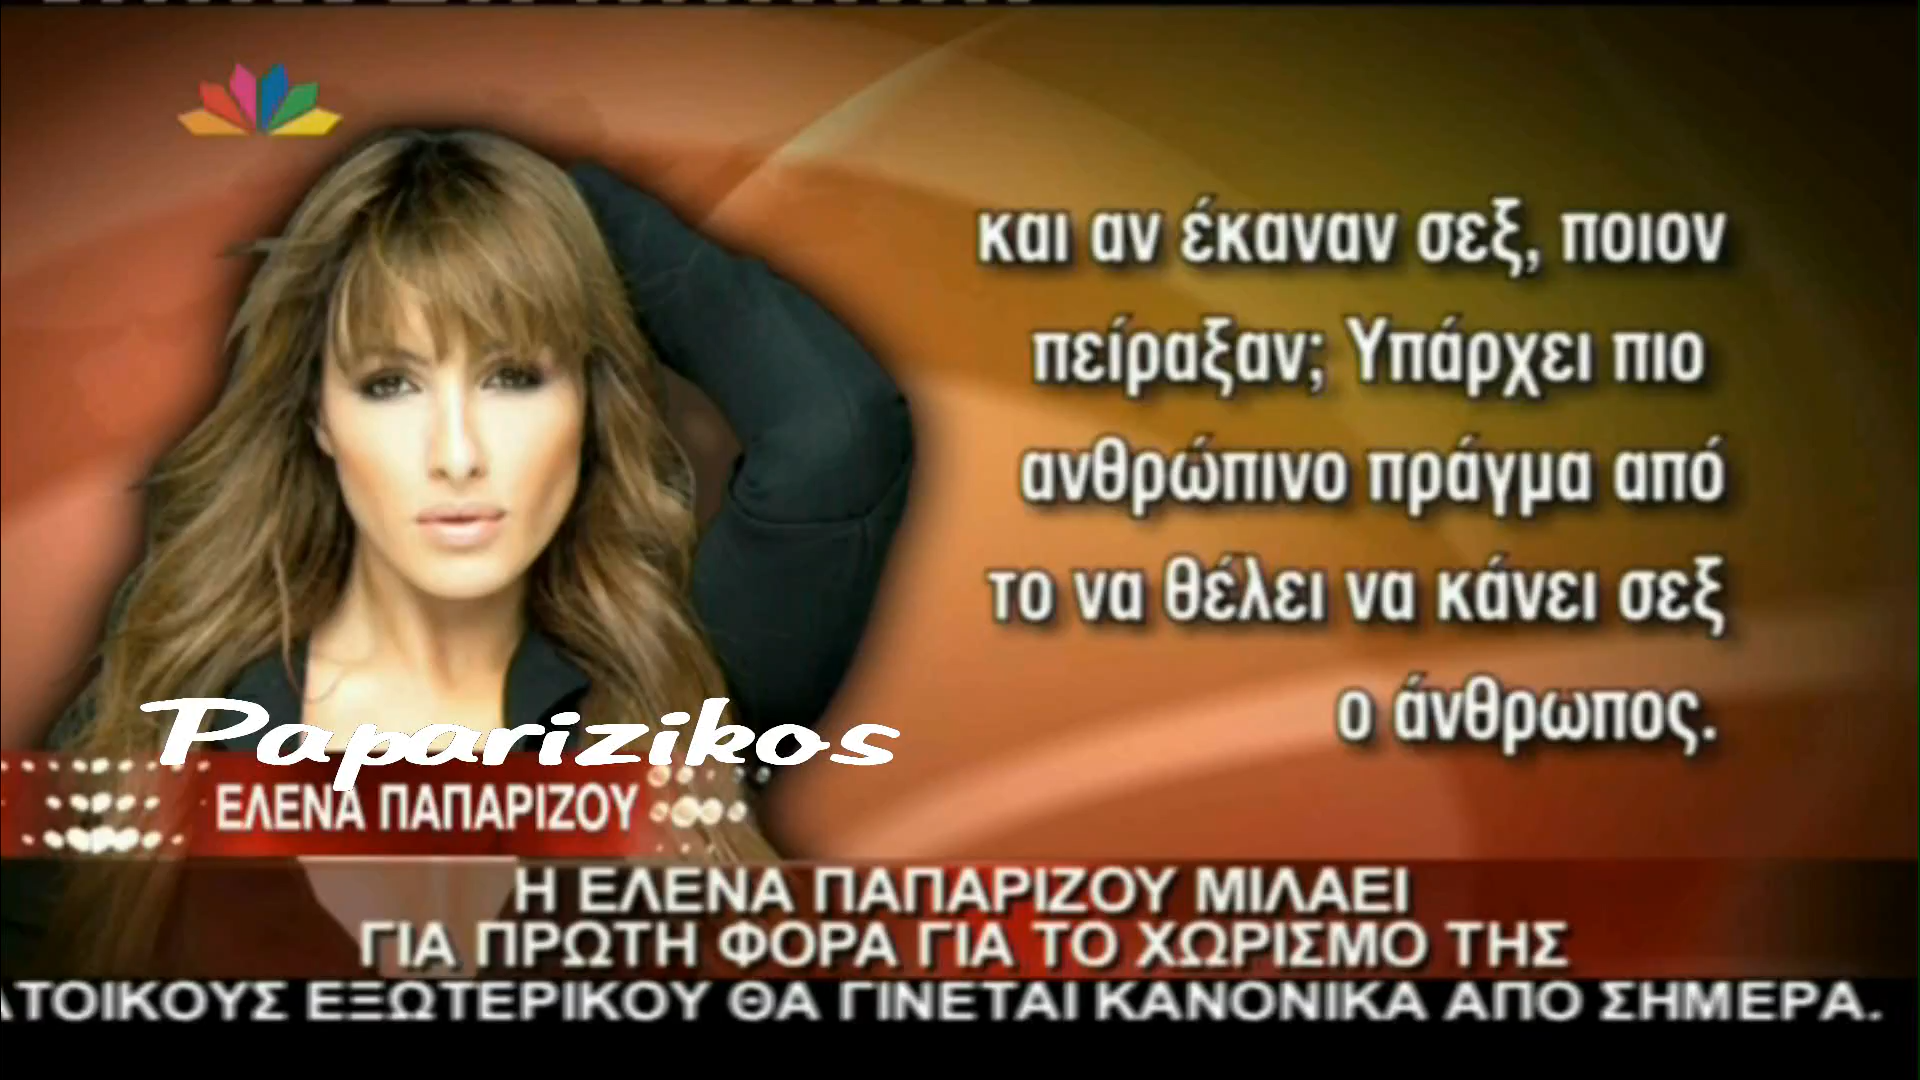 και αν έκαναν σεξ, ποιον
πείραξαν; Υπάρχει πιο
ανθρώπινο πράγμα από
το να θέλει να κάνει σεξ
ο άνθρωπος.
Paparizikos
ΕΛΕΝΑ ΠΑΠΑΡΙΖΟΥ
Η ΕΛΕΝΑ ΠΑΠΑΡΙΖΟΥ ΜΙΛΑΕΙ
ΓΙΑ ΠΡΩΤΗ ΦΟΡΑ ΓΙΑ ΤΟ ΧΩΡΙΣΜΟ ΤΗΣ
ΑΤΟΙΚΟΥΣ ΕΞΩΤΕΡΙΚΟΥ ΘΑ ΓΙΝΕΤΑΙ ΚΑΝΟΝΙΚΑ ΑΠΟ ΣΗΜΕΡΑ.